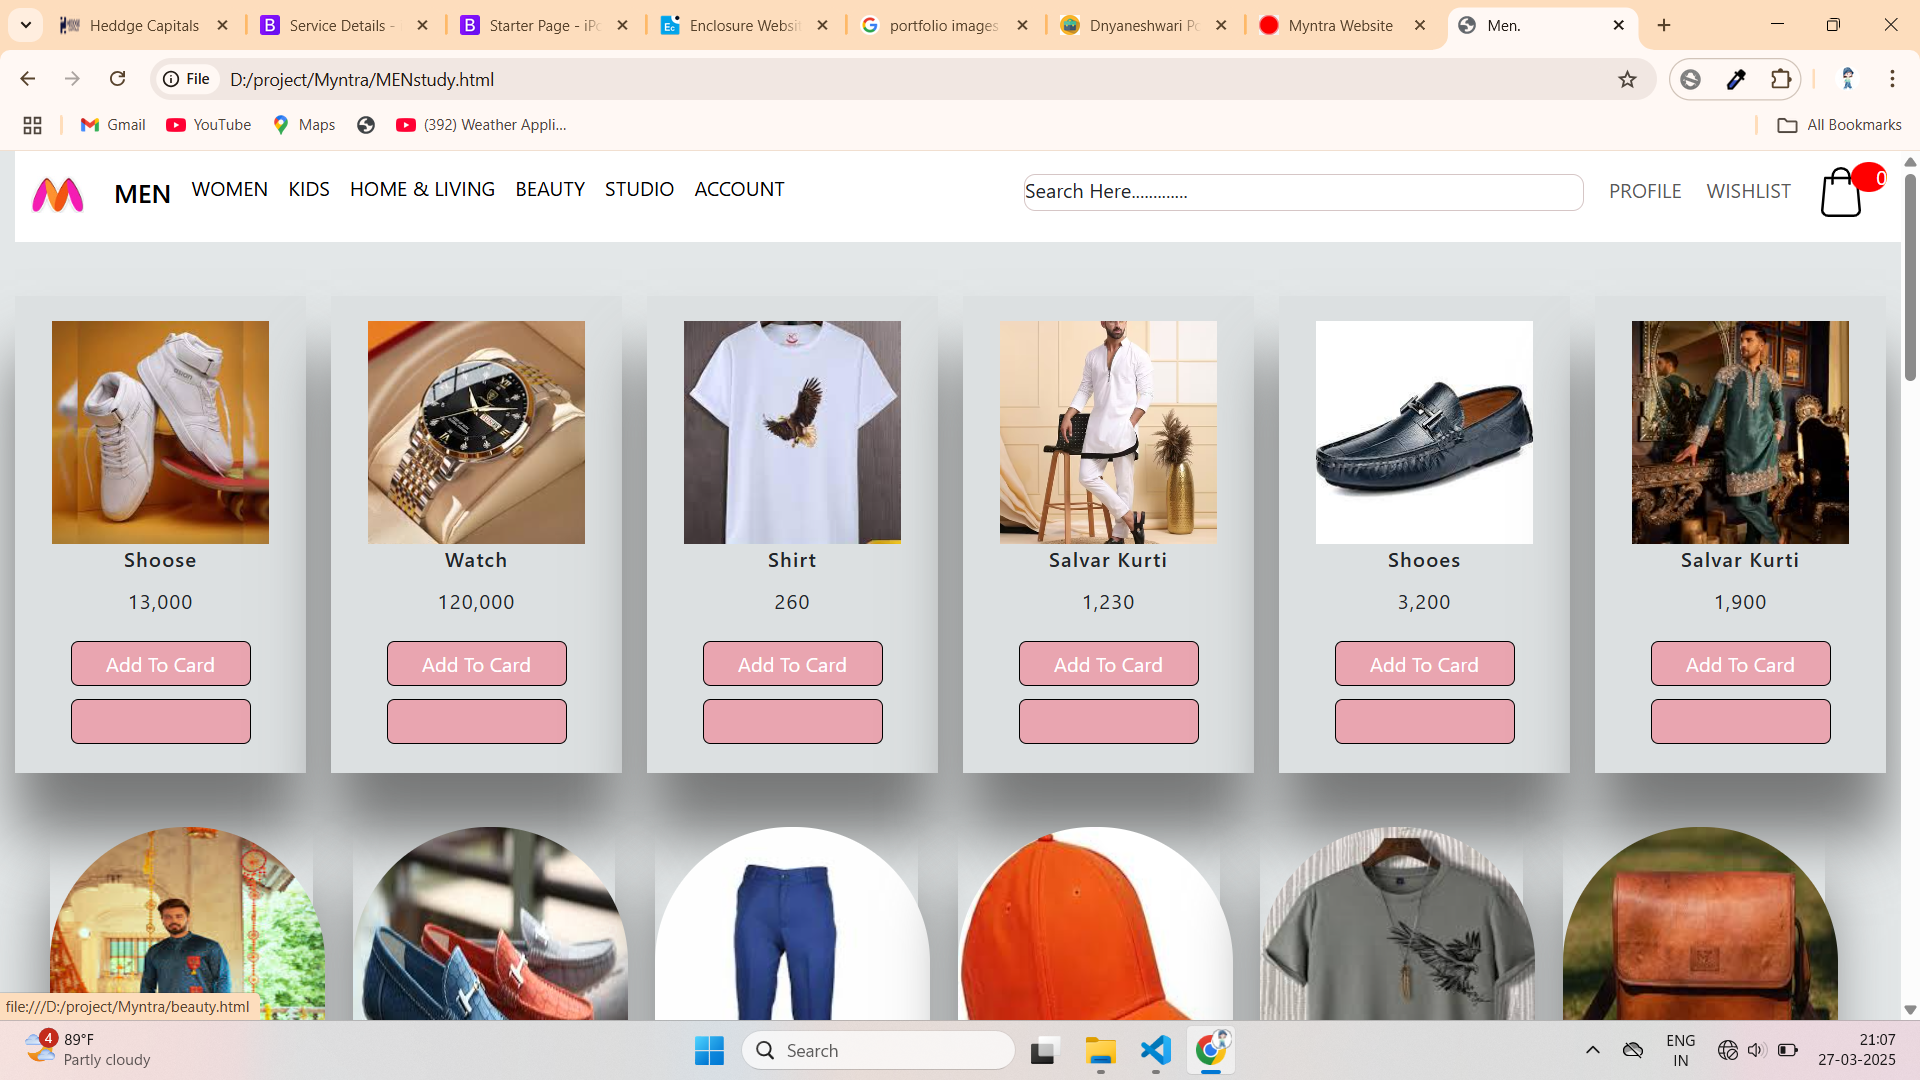 Heddge Capitals
Service Details -
Starter Page - iPo
Enclosure Websit
portfolio images
Dnyaneshwari Po
Myntra Website
Men.
File
D:/project/Myntra/MENstudy.html
Gmail
YouTube
Maps
(392) Weather Appli...
All Bookmarks
MEN WOMEN KIDS HOME & LIVING BEAUTY STUDIO ACCOUNT
Search Here.............
PROFILE WISHLIST
0
Shoose Watch Shirt Salvar Kurti Shooes Salvar Kurti
13,000 120,000 260 1,230 3,200 1,900
Add To Card Add To Card Add To Card Add To Card Add To Card Add To Card
file:///D:/project/Myntra/beauty.html
4
89°F
Partly cloudy
Search
ENG
IN
21:07
27-03-2025